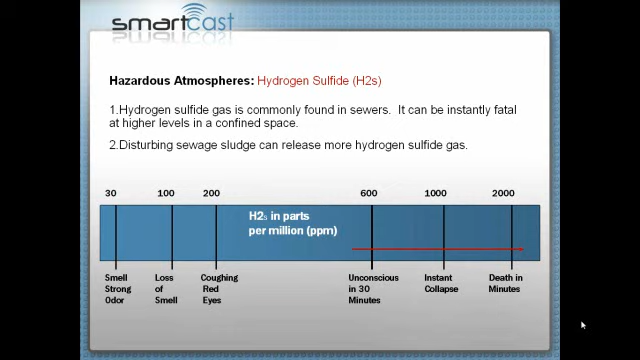 smartcast
Hazardous Atmospheres: Hydrogen Sulfide (H2s)
1.Hydrogen sulfide gas is commonly found in sewers. It can be instantly fatal
at higher levels in a confined space.
2.Disturbing sewage sludge can release more hydrogen sulfide gas.
30 100 200 600 1000 2000
H2s in parts
per million (ppm)
Smell Loss Coughing Unconscious Instant Death in
Strong of Red in 30 Collapse Minutes
Odor Smell Eyes Minutes